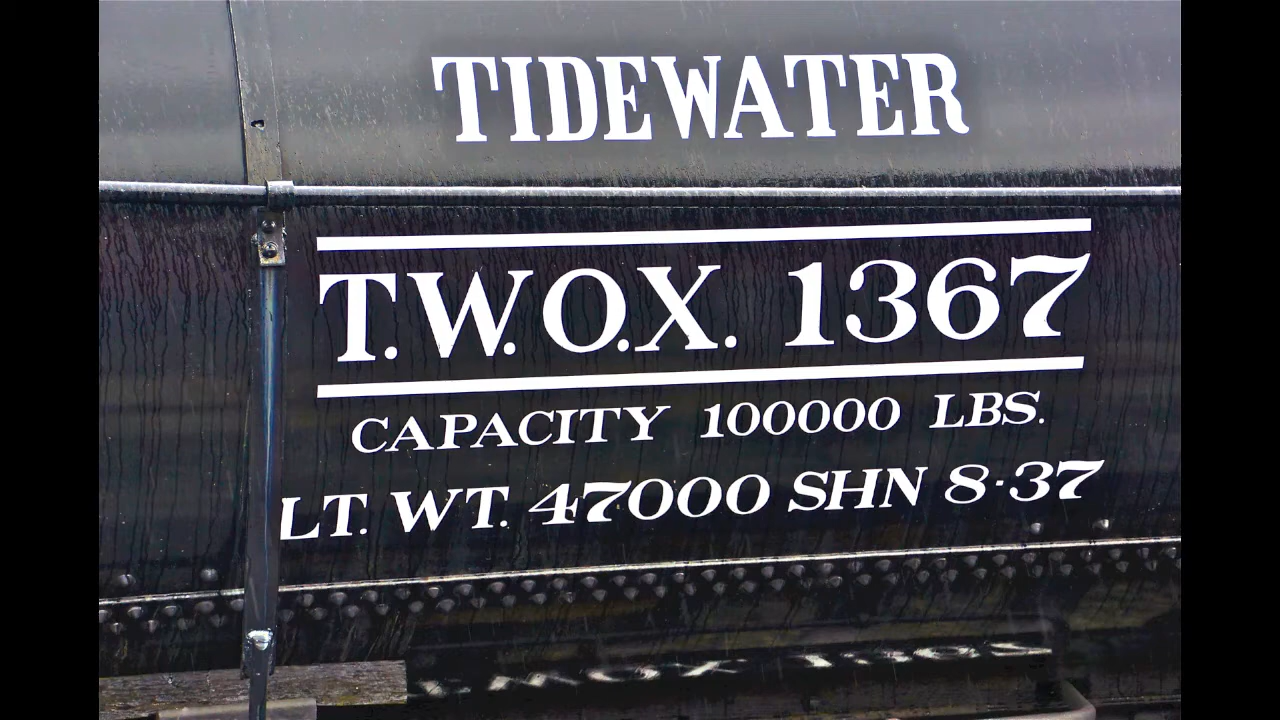 TIDEWATER
T.W.O.X. 1367
CAPACITY 100000 LBS.
LT. WT. 47000 SHN 8-37